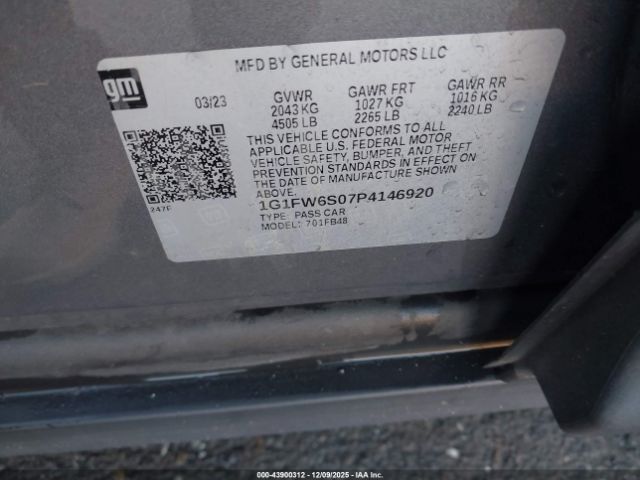 gm
MFD BY GENERAL MOTORS LLC
03/23
GVWR GAWR FRT GAWR RR
2043 KG 1027 KG 1016 KG
4505 LB 2265 LB 2240 LB
THIS VEHICLE CONFORMS TO ALL
APPLICABLE U.S. FEDERAL MOTOR
VEHICLE SAFETY, BUMPER, AND THEFT
PREVENTION STANDARDS IN EFFECT ON
THE DATE OF MANUFACTURE SHOWN
ABOVE.
247F
1G1FW6S07P4146920
TYPE: PASS CAR
MODEL: 701FB48
00-43900312 • 12/09/2025 • IAA Inc.